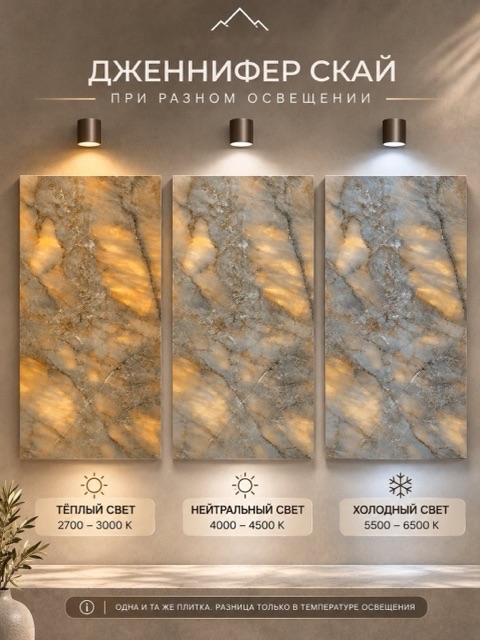 ДЖЕННИФЕР СКАЙ
ПРИ РАЗНОМ ОСВЕЩЕНИИ
ТЁПЛЫЙ СВЕТ
2700 – 3000 K
НЕЙТРАЛЬНЫЙ СВЕТ
4000 – 4500 K
ХОЛОДНЫЙ СВЕТ
5500 – 6500 K
ОДНА И ТА ЖЕ ПЛИТКА. РАЗНИЦА ТОЛЬКО В ТЕМПЕРАТУРЕ ОСВЕЩЕНИЯ